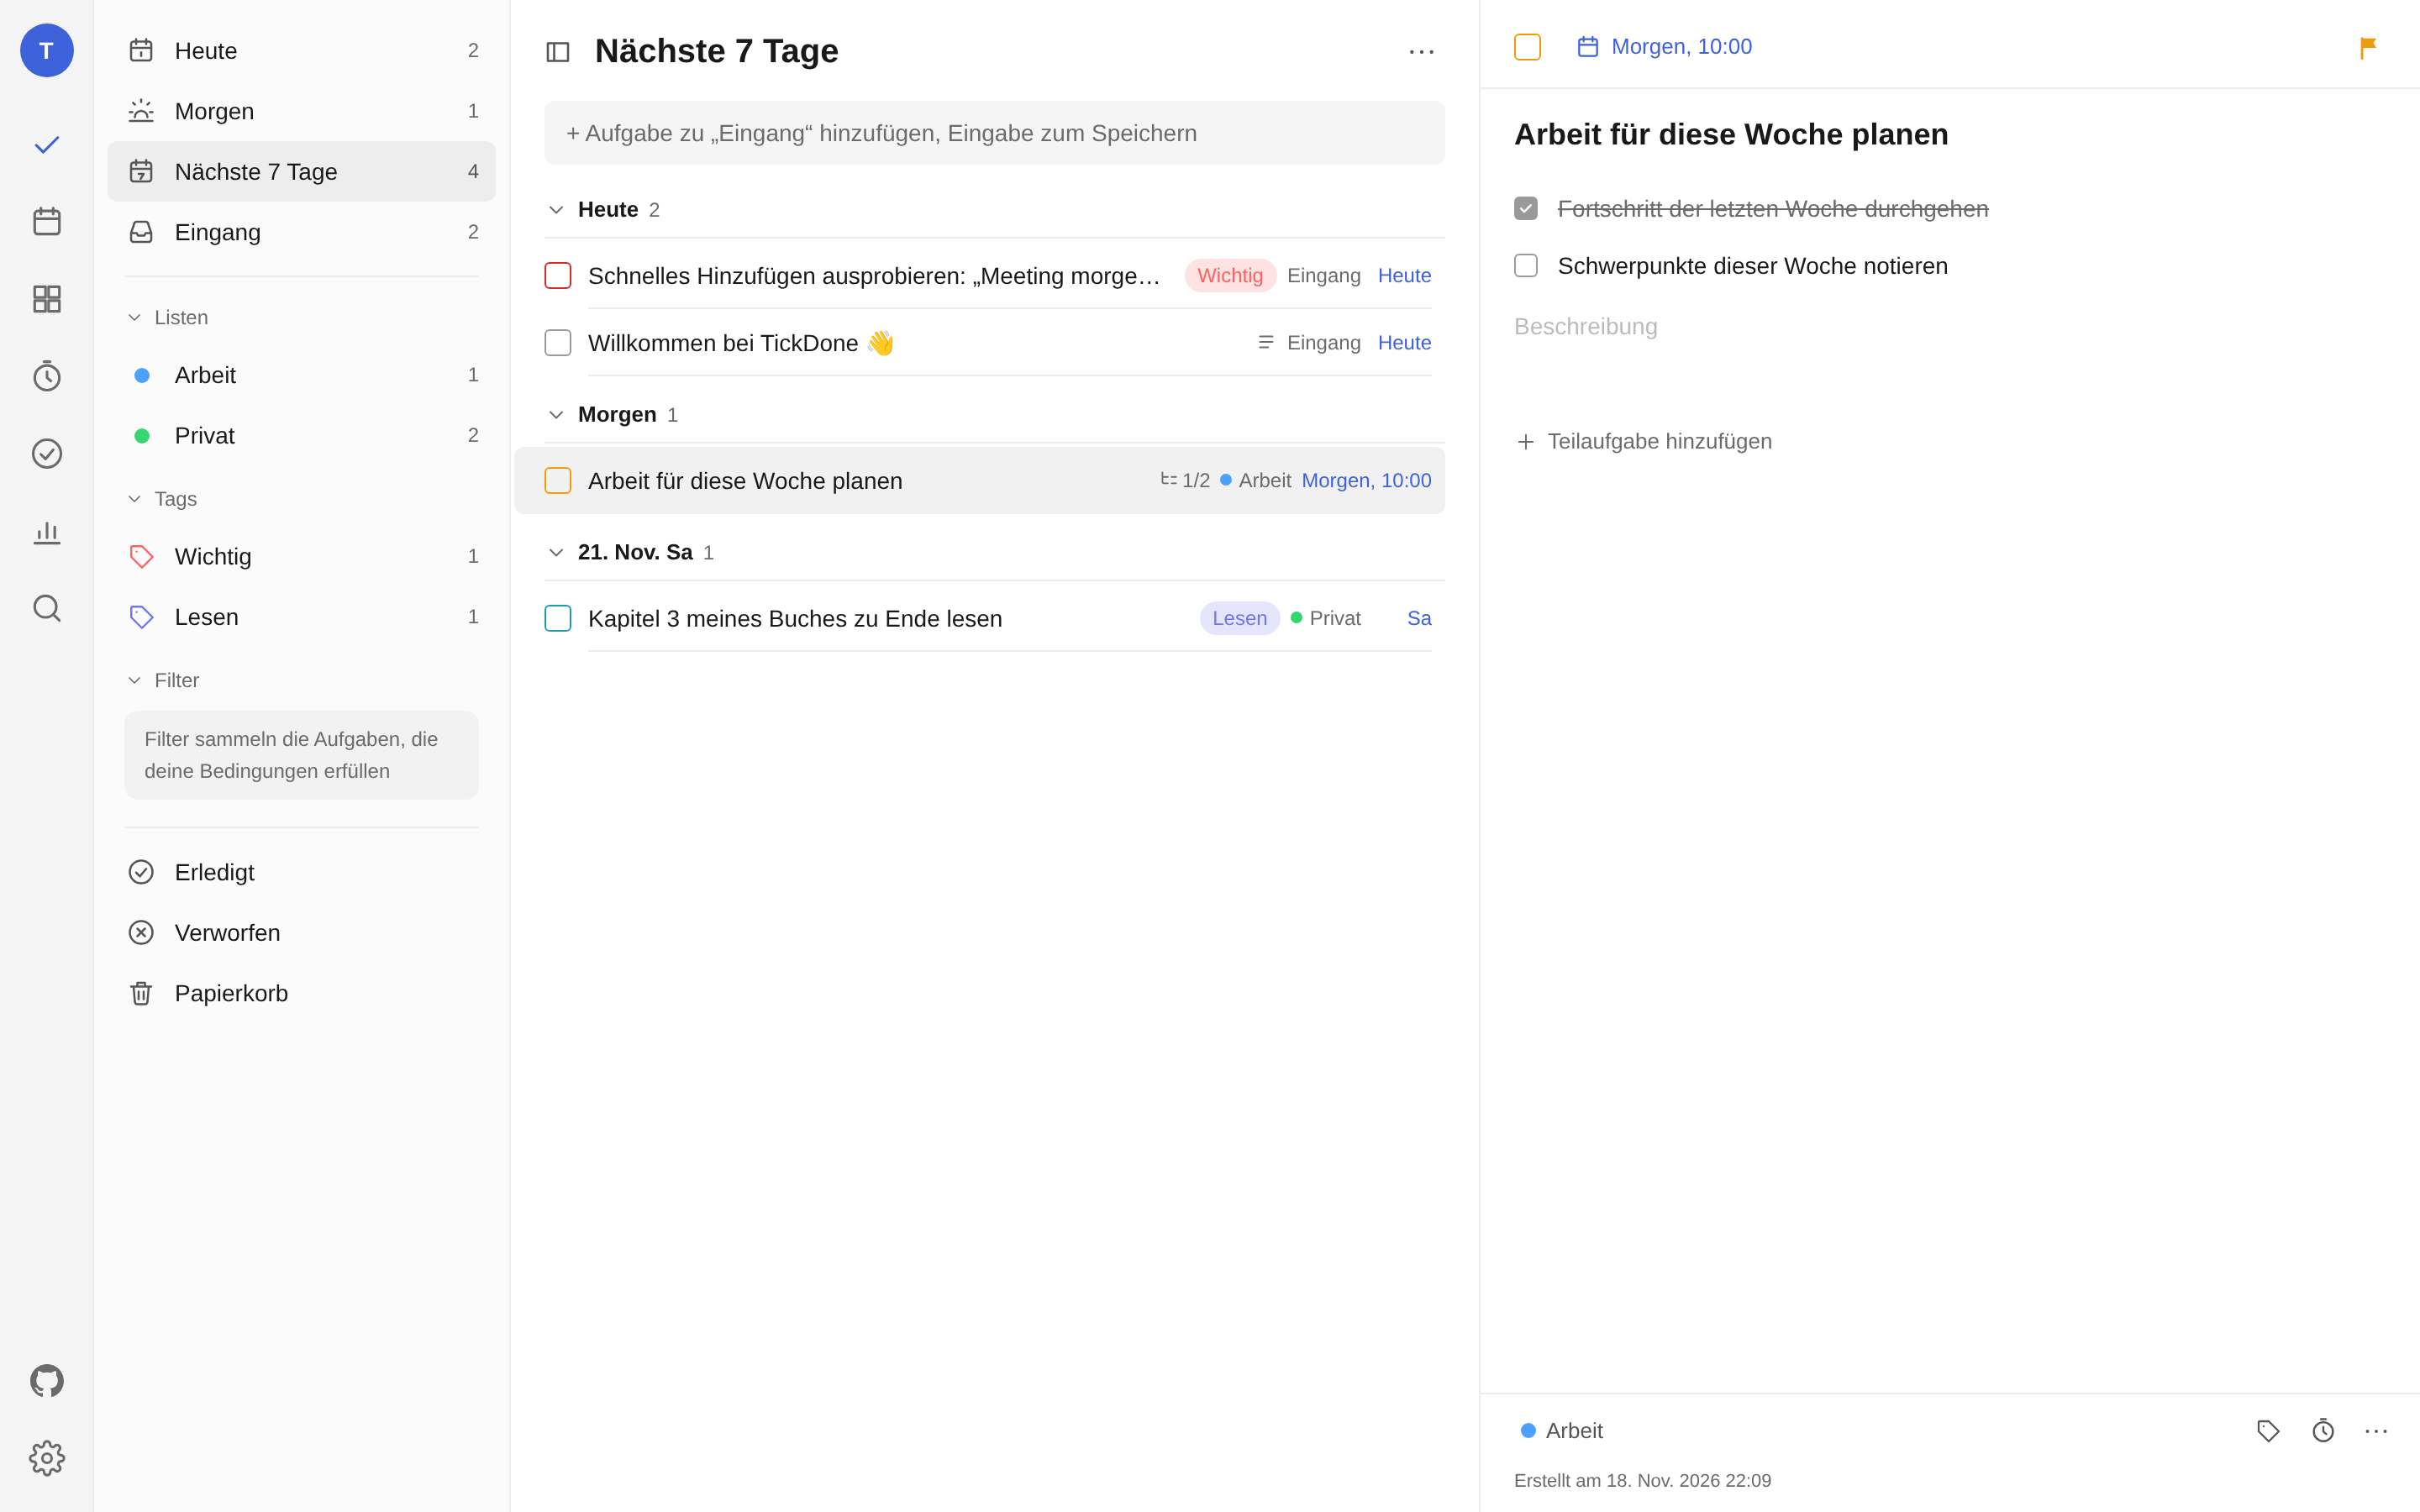 T
Heute 2
Morgen 1
Nächste 7 Tage 4
Eingang 2
Listen
Arbeit 1
Privat 2
Tags
Wichtig 1
Lesen 1
Filter
Filter sammeln die Aufgaben, die
deine Bedingungen erfüllen
Erledigt
Verworfen
Papierkorb
Nächste 7 Tage
+ Aufgabe zu „Eingang“ hinzufügen, Eingabe zum Speichern
Heute 2
Schnelles Hinzufügen ausprobieren: „Meeting morge… Wichtig Eingang Heute
Willkommen bei TickDone 👋 Eingang Heute
Morgen 1
Arbeit für diese Woche planen 1/2 Arbeit Morgen, 10:00
21. Nov. Sa 1
Kapitel 3 meines Buches zu Ende lesen Lesen Privat Sa
Morgen, 10:00
Arbeit für diese Woche planen
Fortschritt der letzten Woche durchgehen
Schwerpunkte dieser Woche notieren
Beschreibung
Teilaufgabe hinzufügen
Arbeit
Erstellt am 18. Nov. 2026 22:09